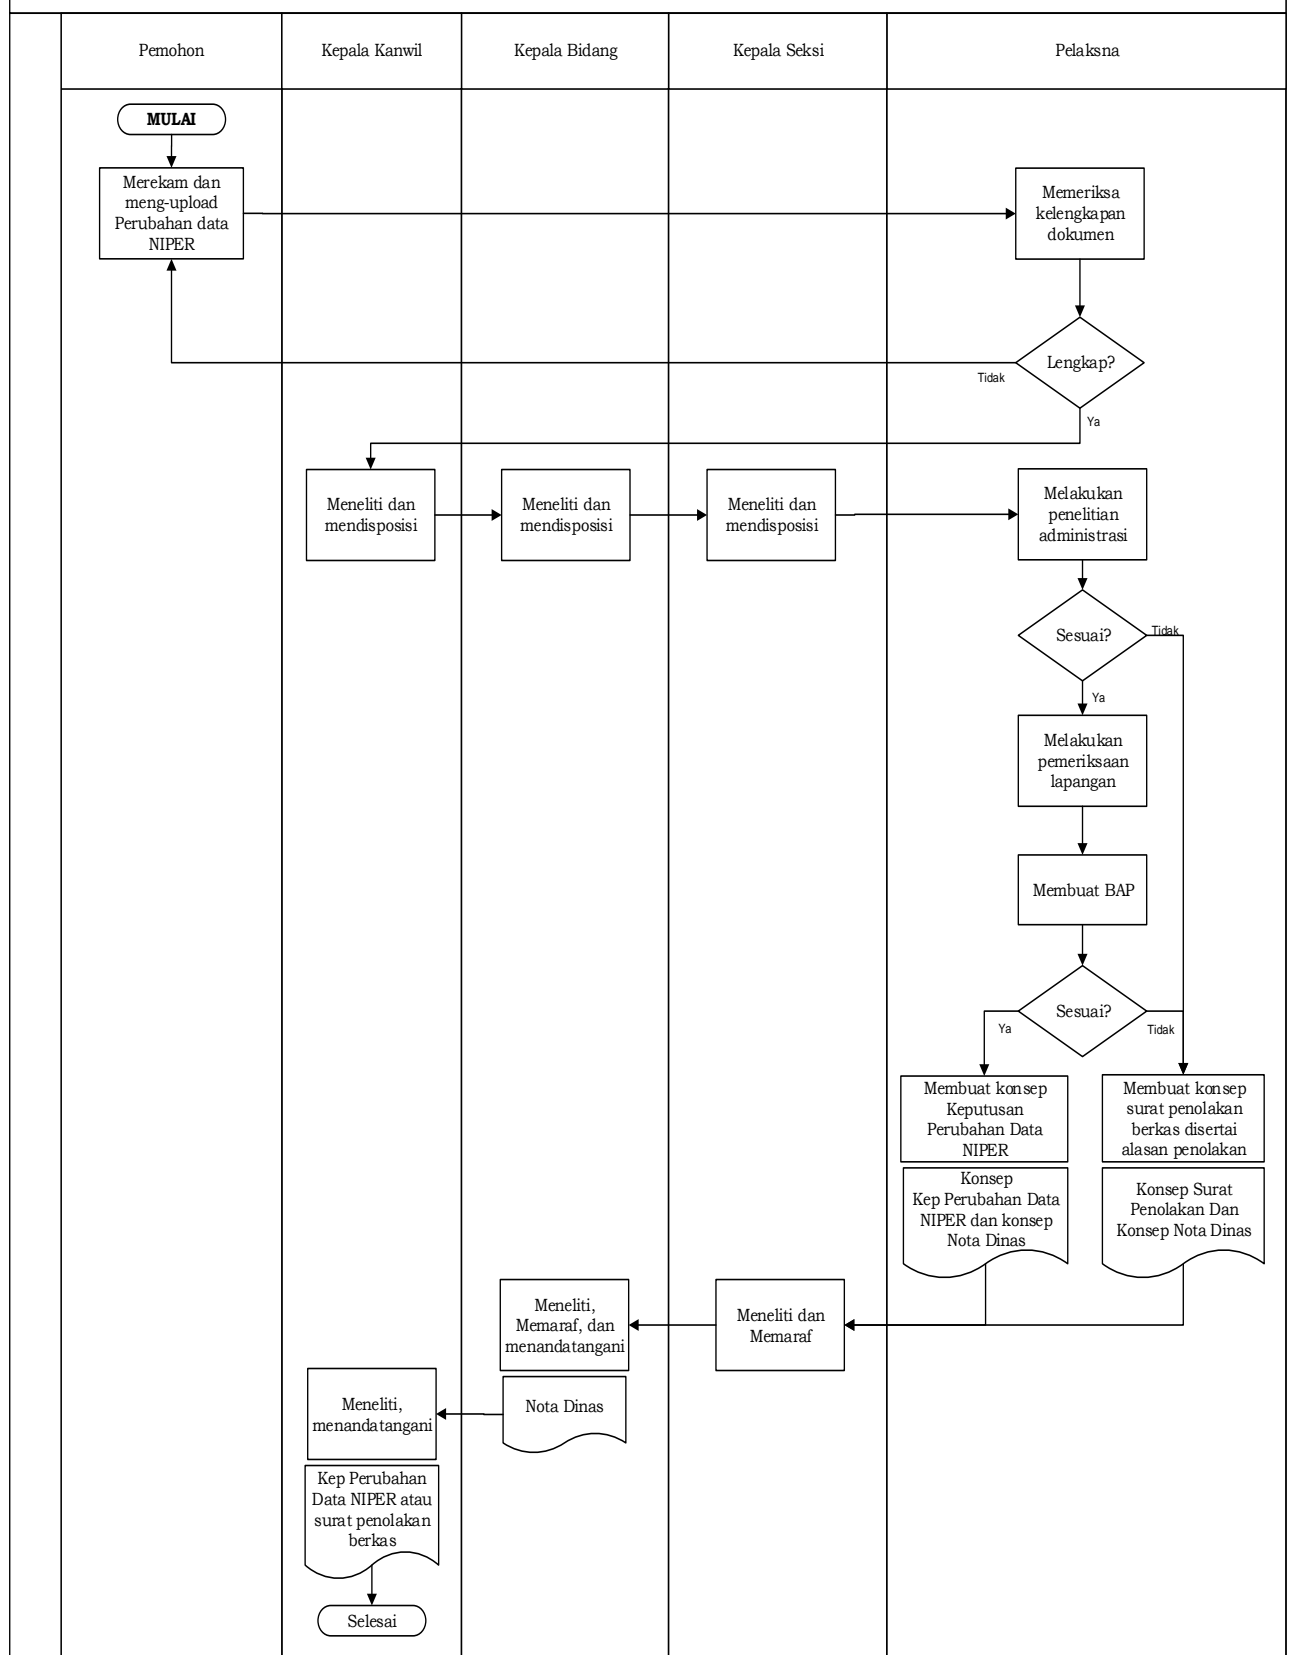 Pemohon
Kepala Kanwil
Kepala Bidang
Kepala Seksi
Pelaksna
MULAI
Merekam dan
meng-upload
Perubahan data
NIPER
Memeriksa
kelengkapan
dokumen
Lengkap?
Tidak
Ya
Meneliti dan
mendisposisi
Meneliti dan
mendisposisi
Meneliti dan
mendisposisi
Melakukan
penelitian
administrasi
Sesuai?
Tidak
Ya
Melakukan
pemeriksaan
lapangan
Membuat BAP
Sesuai?
Ya
Tidak
Membuat konsep
Keputusan
Perubahan Data
NIPER
Membuat konsep
surat penolakan
berkas disertai
alasan penolakan
Konsep
Kep Perubahan Data
NIPER dan konsep
Nota Dinas
Konsep Surat
Penolakan Dan
Konsep Nota Dinas
Meneliti,
Memaraf, dan
menandatangani
Meneliti dan
Memaraf
Meneliti,
menandatangani
Nota Dinas
Kep Perubahan
Data NIPER atau
surat penolakan
berkas
Selesai